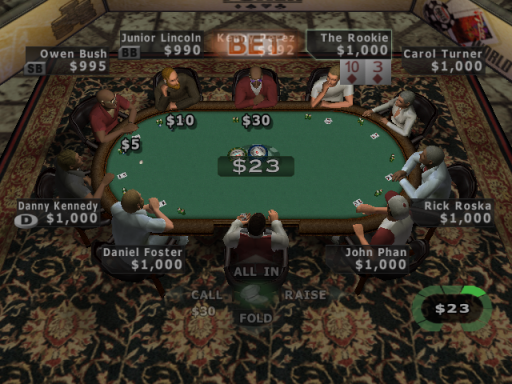 Junior Lincoln
BB $990
BET
The Rookie
$1,000
Owen Bush
SB $995
Carol Turner
$1,000
10 3
$10
$30
$5
$23
Danny Kennedy
D $1,000
Rick Roska
$1,000
Daniel Foster
$1,000
John Phan
$1,000
ALL IN
CALL
$30
RAISE
FOLD
$23